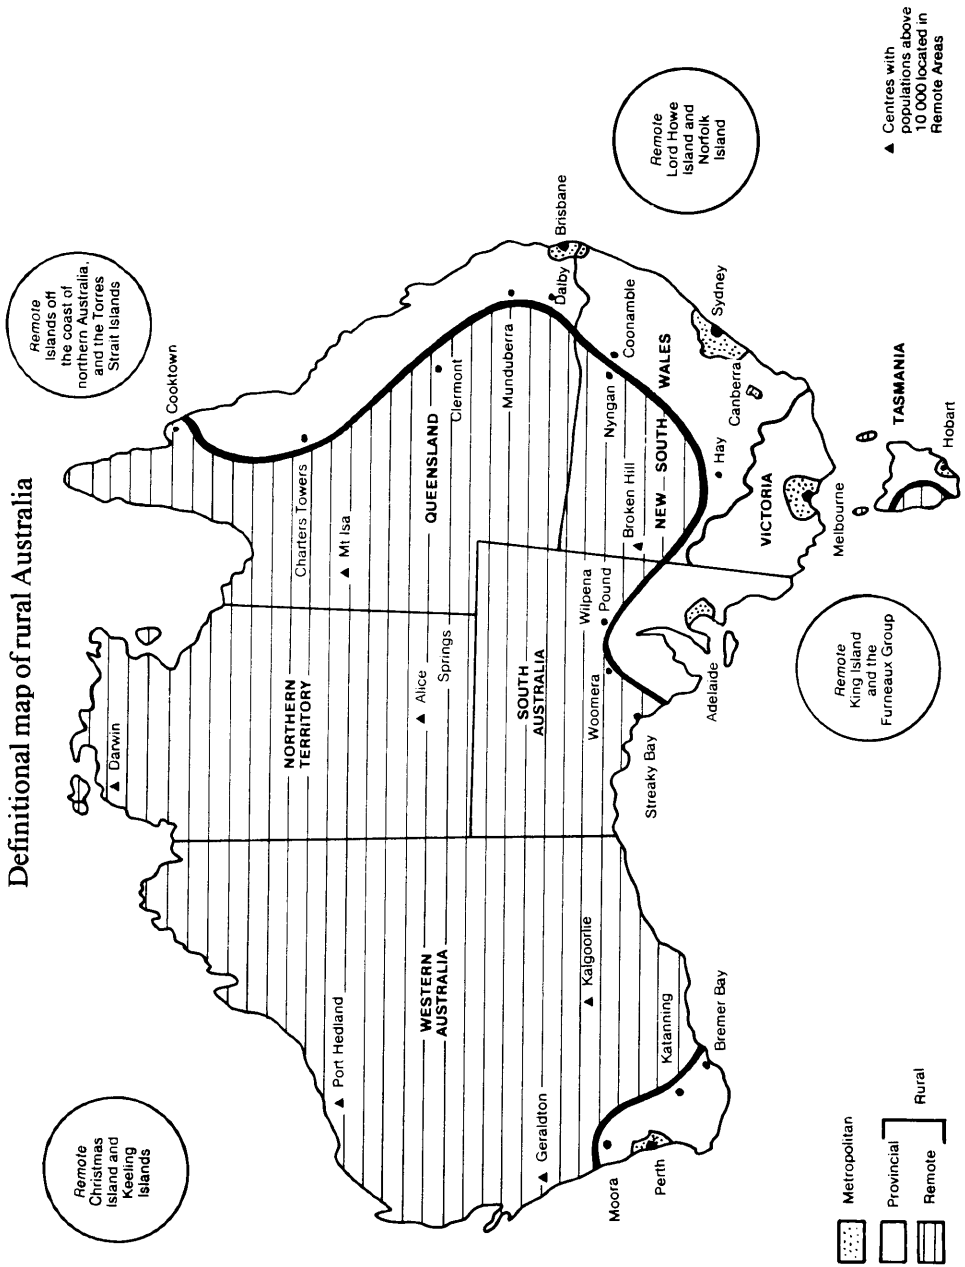 Definitional map of rural Australia
Remote
Christmas
Island and
Keeling
Islands
Remote
Islands off
the coast of
northern Australia,
and the Torres
Strait Islands
Darwin
Cooktown
Port Hedland
NORTHERN
TERRITORY
Mt Isa
Charters Towers
WESTERN
AUSTRALIA
Alice
Springs
QUEENSLAND
Clermont
Geraldton
SOUTH
AUSTRALIA
Munduberra
Dalby
Brisbane
Kalgoorlie
Woomera
Wilpena
Pound
Broken Hill
Nyngan
Coonamble
Moora
Perth
Katanning
Bremer Bay
Streaky Bay
Adelaide
NEW SOUTH WALES
Hay
Canberra
Sydney
Remote
Lord Howe
Island and
Norfolk
Island
VICTORIA
Melbourne
Remote
King Island
and the
Furneaux Group
TASMANIA
Hobart
Metropolitan
Provincial
Remote
Rural
▲ Centres with
populations above
10 000 located in
Remote Areas